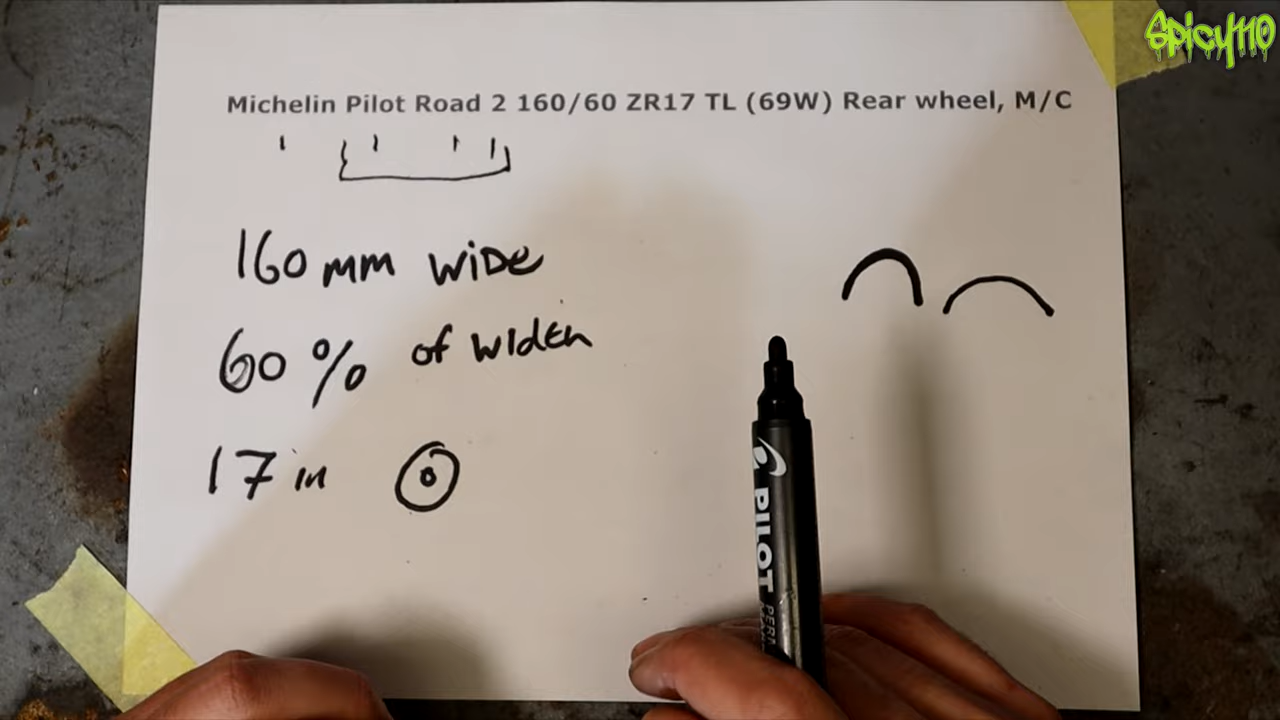 Spicy110
Michelin Pilot Road 2 160/60 ZR17 TL (69W) Rear wheel, M/C
160 mm wide
60 % of width
17 in
PILOT